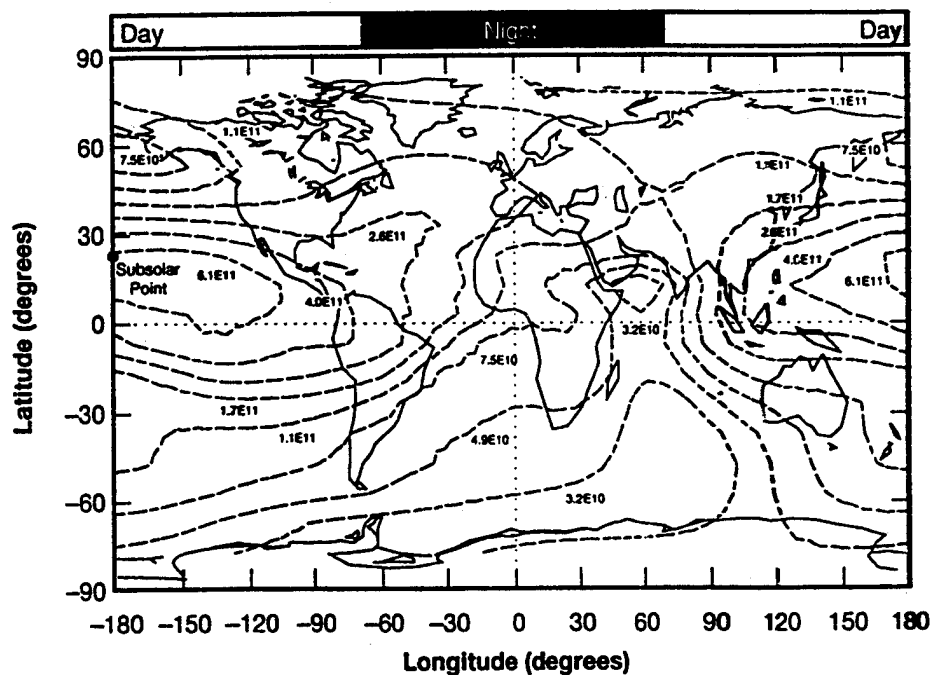 Day Night Day
90
60
30
0
−30
−60
−90
−180 −150 −120 −90 −60 −30 0 30 60 90 120 150 180
Latitude (degrees)
Longitude (degrees)
1.1E11
1.1E11
7.5E10
7.5E10
1.1E11
1.7E11
2.6E11
2.6E11
4.0E11
Subsolar
Point
6.1E11
6.1E11
4.0E11
3.2E10
7.5E10
1.7E11
1.1E11
4.9E10
3.2E10